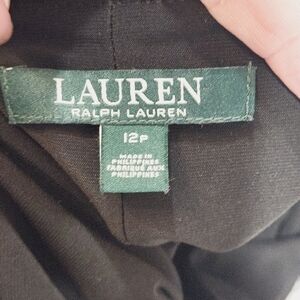 LAUREN
RALPH LAUREN
12P
MADE IN
PHILIPPINES
FABRIQUÉ AUX
PHILIPPINES